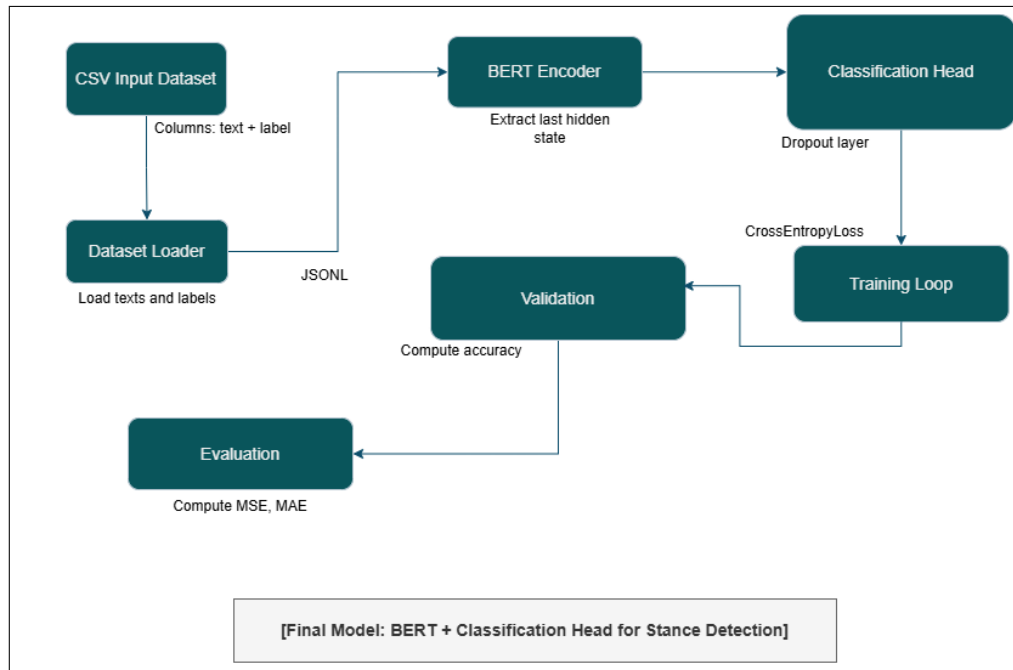 CSV Input Dataset
Columns: text + label
Dataset Loader
Load texts and labels
JSONL
BERT Encoder
Extract last hidden
state
Classification Head
Dropout layer
CrossEntropyLoss
Training Loop
Validation
Compute accuracy
Evaluation
Compute MSE, MAE
[Final Model: BERT + Classification Head for Stance Detection]